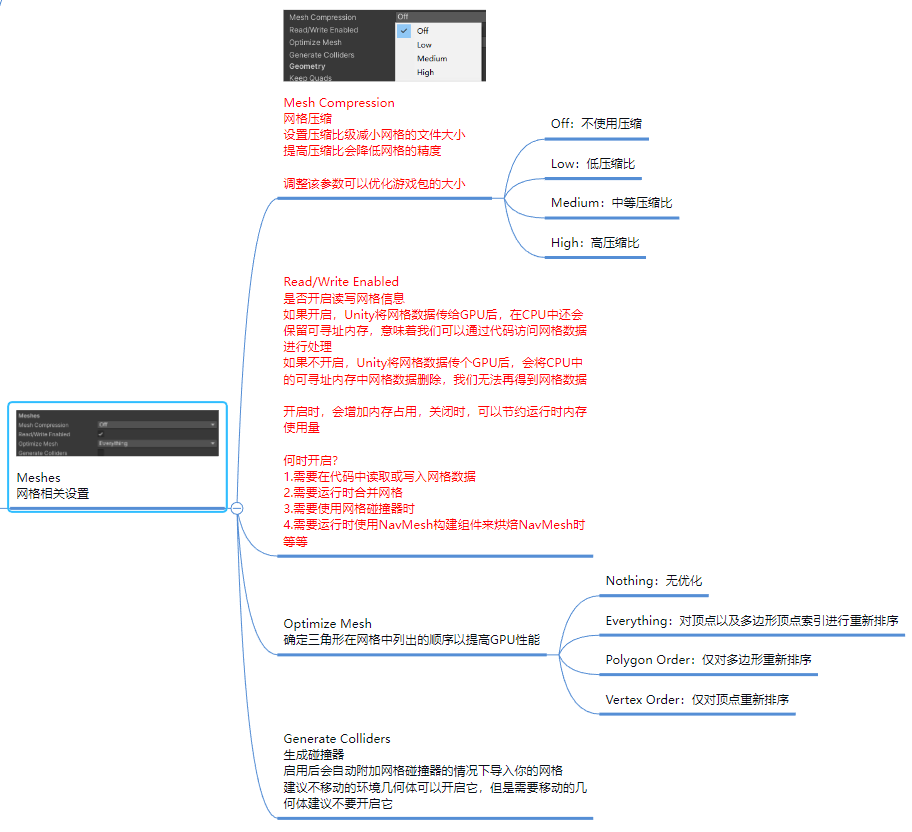 Mesh Compression
Off
Read/Write Enabled
Optimize Mesh
Generate Colliders
Geometry
Keep Quads
Off
Low
Medium
High
Mesh Compression
网格压缩
设置压缩比级减小网格的文件大小
提高压缩比会降低网格的精度
调整该参数可以优化游戏包的大小
Off：不使用压缩
Low：低压缩比
Medium：中等压缩比
High：高压缩比
Read/Write Enabled
是否开启读写网格信息
如果开启，Unity将网格数据传给GPU后，在CPU中还会
保留可寻址内存，意味着我们可以通过代码访问网格数据
进行处理
如果不开启，Unity将网格数据传个GPU后，会将CPU中
的可寻址内存中网格数据删除，我们无法再得到网格数据
开启时，会增加内存占用，关闭时，可以节约运行时内存
使用量
何时开启？
1.需要在代码中读取或写入网格数据
2.需要运行时合并网格
3.需要使用网格碰撞器时
4.需要运行时使用NavMesh构建组件来烘焙NavMesh时
等等
Meshes
Mesh Compression
Off
Read/Write Enabled
Optimize Mesh
Everything
Generate Colliders
Meshes
网格相关设置
Optimize Mesh
确定三角形在网格中列出的顺序以提高GPU性能
Nothing：无优化
Everything：对顶点以及多边形顶点索引进行重新排序
Polygon Order：仅对多边形重新排序
Vertex Order：仅对顶点重新排序
Generate Colliders
生成碰撞器
启用后会自动附加网格碰撞器的情况下导入你的网格
建议不移动的环境几何体可以开启它，但是需要移动的几
何体建议不要开启它